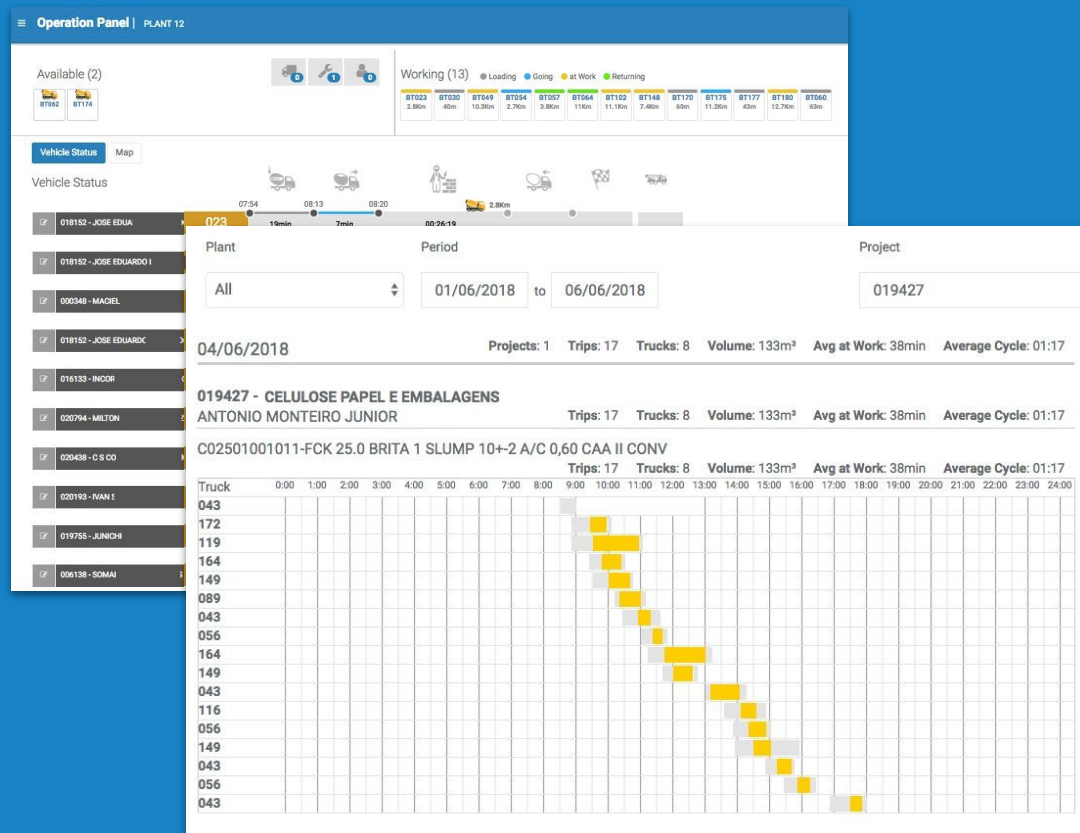 Operation Panel | PLANT 12
Available (2)
0 1 0
BT062 BT174
Working (13) Loading Going at Work Returning
BT023 BT030 BT049 BT054 BT057 BT064 BT102 BT148 BT170 BT175 BT177 BT180 BT060
2.8Km 40m 10.3Km 2.7Km 3.8Km 11Km 11.1Km 7.4Km 60m 11.2Km 43m 12.7Km 63m
Vehicle Status Map
Vehicle Status
07:54 08:13 08:20 2.8Km
018152 - JOSE EDUA 023 19min 7min 00:26:19
018152 - JOSE EDUARDO
000348 - MACIEL
018152 - JOSE EDUARDC
016133 - INCOR
020794 - MILTON
020438 - C S CO
020193 - IVAN
019755 - JUNICHI
006138 - SOMAI
Plant Period Project
All 01/06/2018 to 06/06/2018 019427
04/06/2018 Projects: 1 Trips: 17 Trucks: 8 Volume: 133m³ Avg at Work: 38min Average Cycle: 01:17
019427 - CELULOSE PAPEL E EMBALAGENS
ANTONIO MONTEIRO JUNIOR Trips: 17 Trucks: 8 Volume: 133m³ Avg at Work: 38min Average Cycle: 01:17
C02501001011-FCK 25.0 BRITA 1 SLUMP 10+-2 A/C 0,60 CAA II CONV
Trips: 17 Trucks: 8 Volume: 133m³ Avg at Work: 38min Average Cycle: 01:17
Truck 0:00 1:00 2:00 3:00 4:00 5:00 6:00 7:00 8:00 9:00 10:00 11:00 12:00 13:00 14:00 15:00 16:00 17:00 18:00 19:00 20:00 21:00 22:00 23:00 24:00
043
172
119
164
149
089
043
056
164
149
043
116
056
149
043
056
043